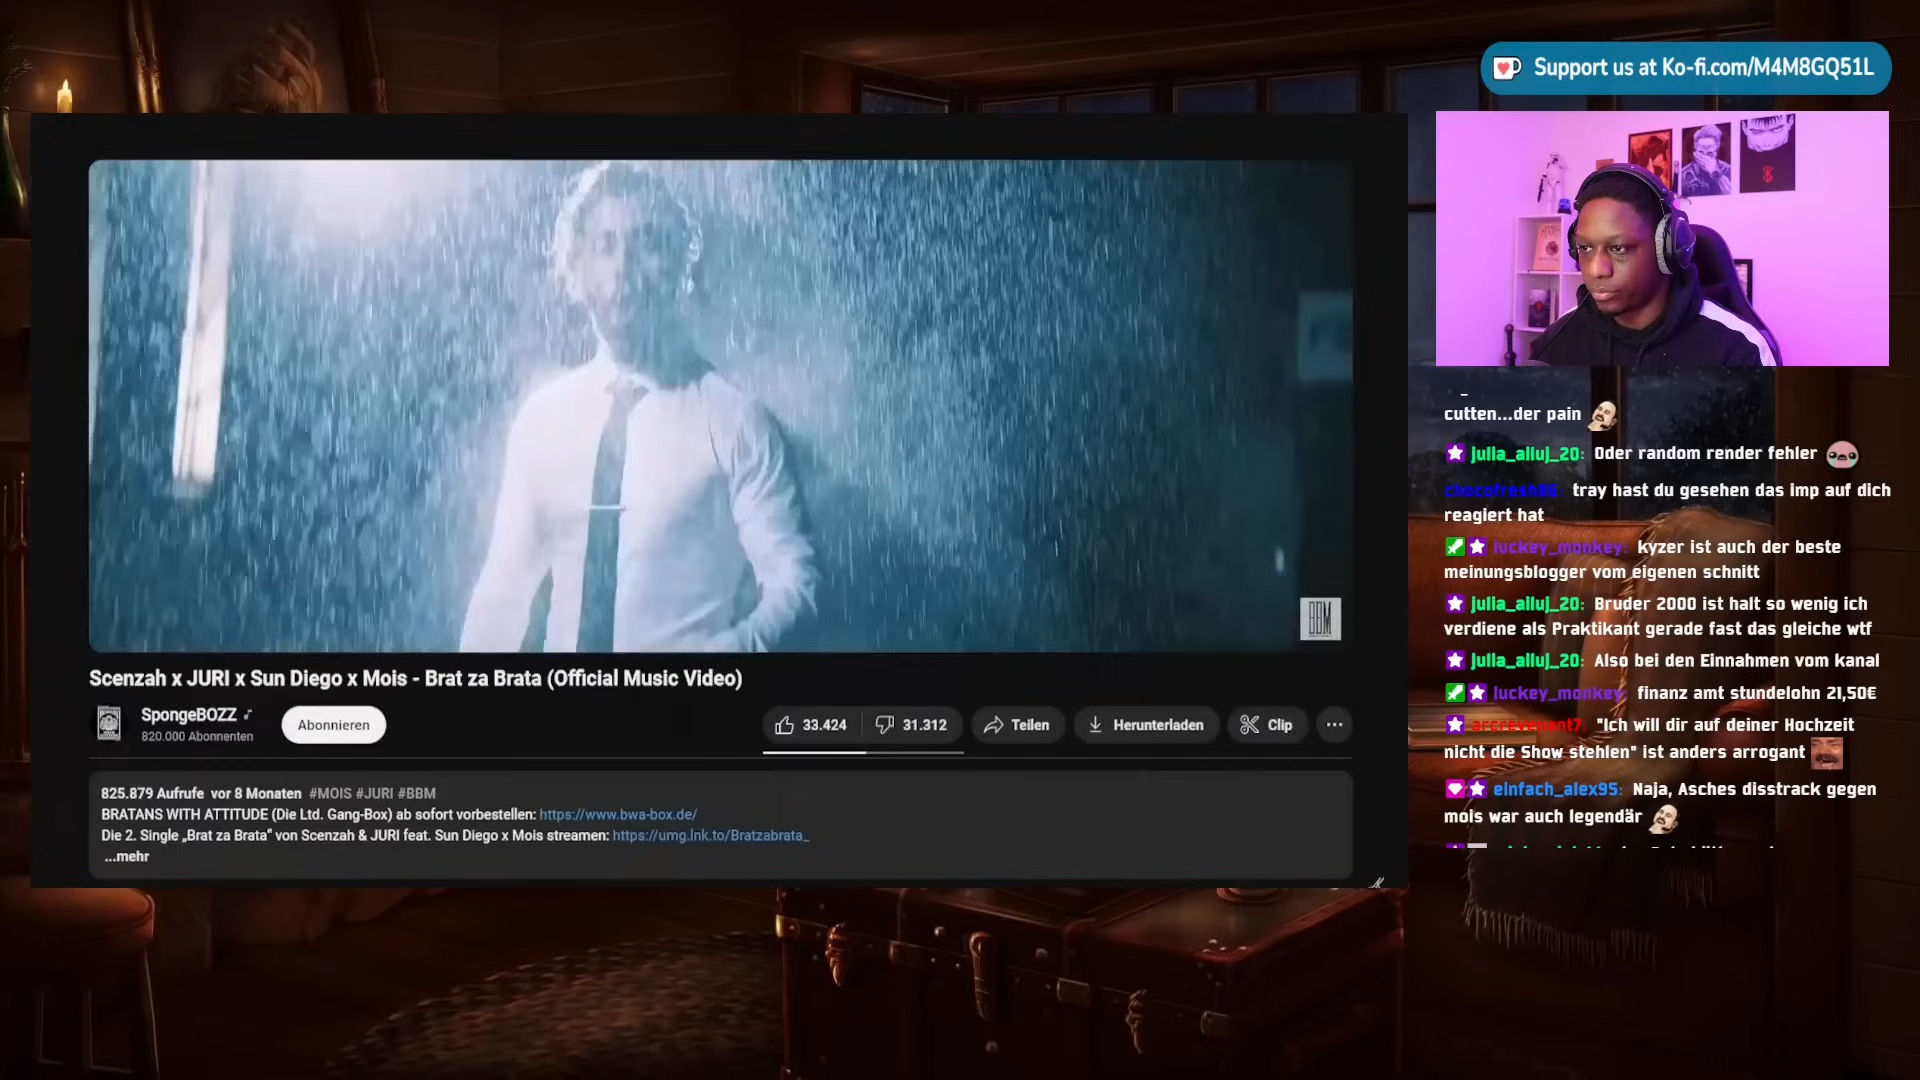 Support us at Ko-fi.com/M4M8GQ51L
BBM
Scenzah x JURI x Sun Diego x Mois - Brat za Brata (Official Music Video)
SpongeBOZZ
820.000 Abonnenten
Abonnieren
33.424
31.312
Teilen
Herunterladen
Clip
825.879 Aufrufe vor 8 Monaten #MOIS #JURI #BBM
BRATANS WITH ATTITUDE (Die Ltd. Gang-Box) ab sofort vorbestellen: https://www.bwa-box.de/
Die 2. Single „Brat za Brata“ von Scenzah & JURI feat. Sun Diego x Mois streamen: https://umg.lnk.to/Bratzabrata_
...mehr
cutten...der pain
julia_alluj_20: Oder random render fehler
chocofresh86: tray hast du gesehen das imp auf dich
reagiert hat
luckey_monkey: kyzer ist auch der beste
meinungsblogger vom eigenen schnitt
julia_alluj_20: Bruder 2000 ist halt so wenig ich
verdiene als Praktikant gerade fast das gleiche wtf
julia_alluj_20: Also bei den Einnahmen vom kanal
luckey_monkey: finanz amt stundelohn 21,50€
arcrevenant7: "Ich will dir auf deiner Hochzeit
nicht die Show stehlen" ist anders arrogant
einfach_alex95: Naja, Asches disstrack gegen
mois war auch legendär